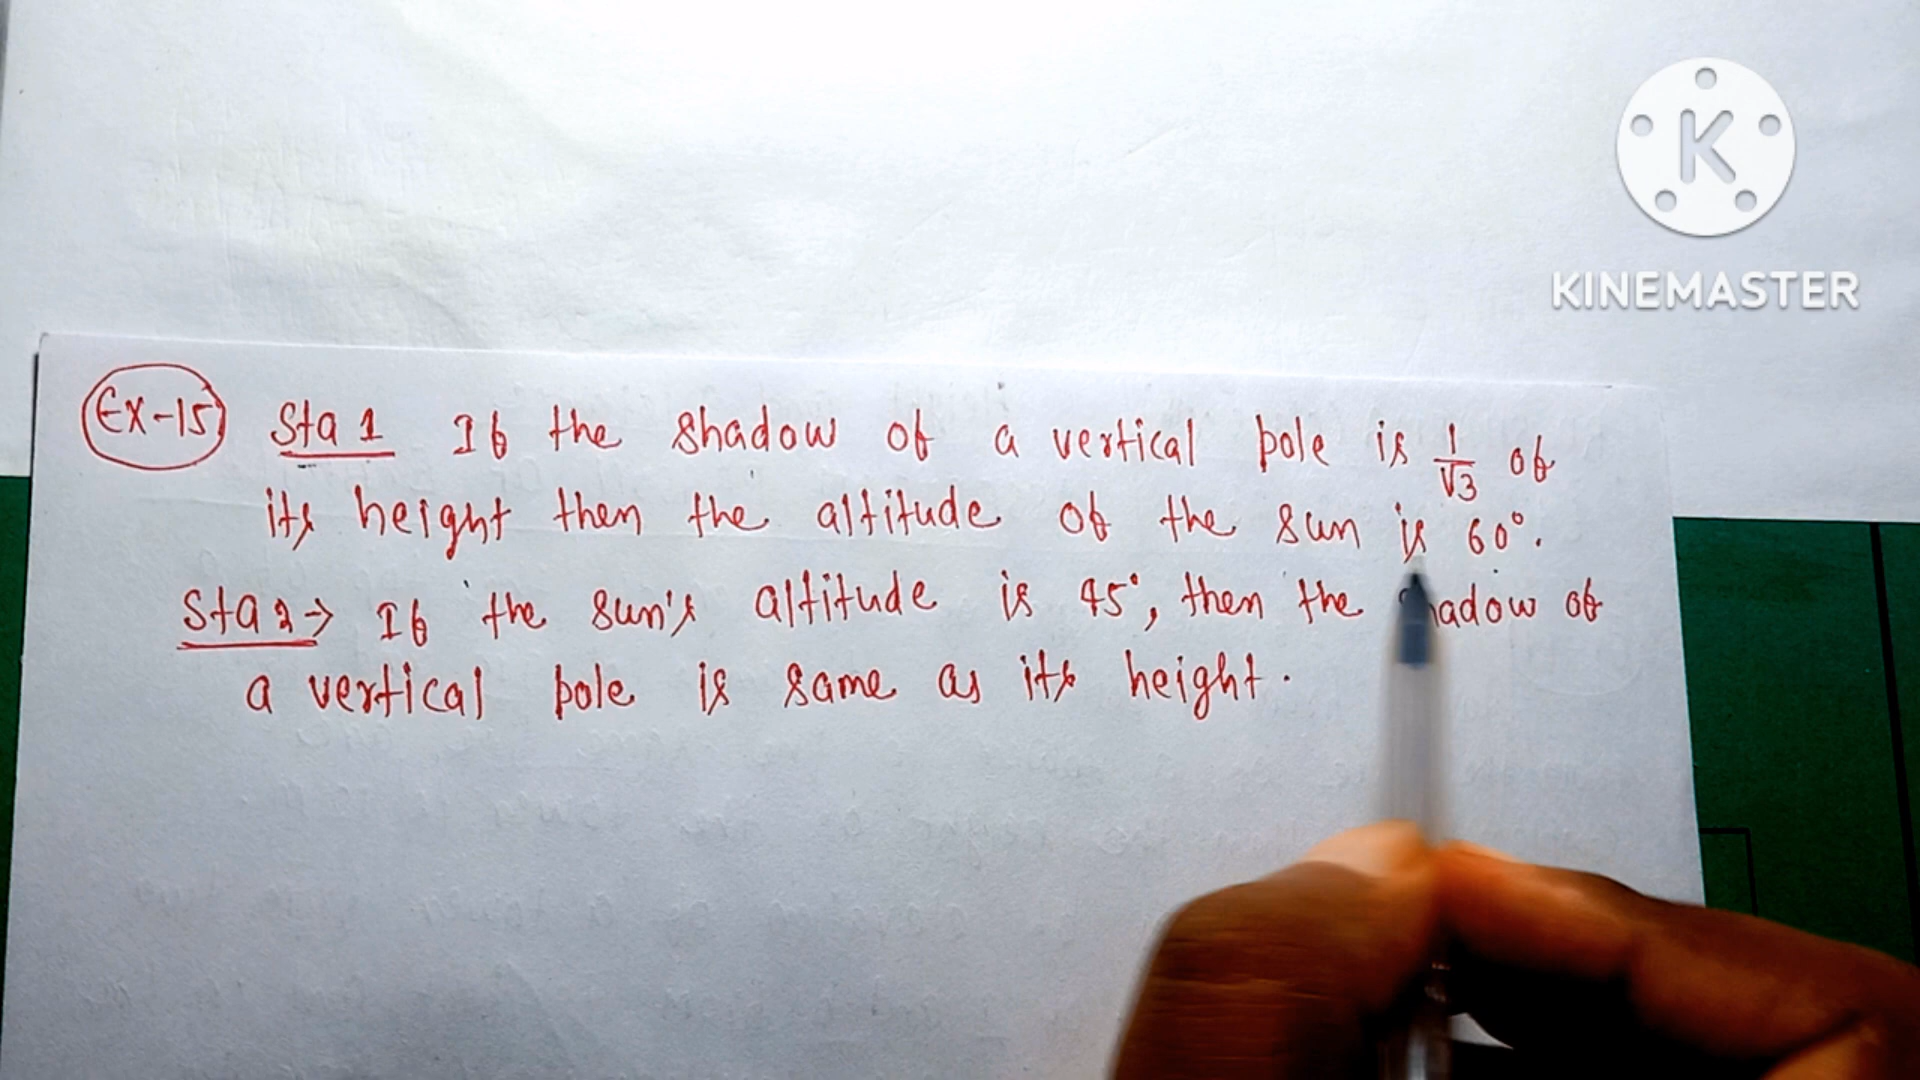 K
KINEMASTER
Ex-15 Sta 1 If the shadow of a vertical pole is 1/√3 of
its height then the altitude of the sun is 60°.
Sta 2→ If the sun's altitude is 45°, then the shadow of
a vertical pole is same as its height.